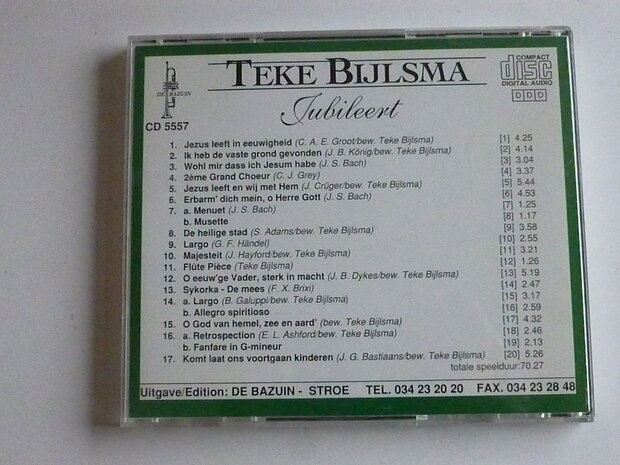 TEKE BIJLSMA
Jubileert
DE BAZUIN
CD 5557
COMPACT
disc
DIGITAL AUDIO
DDD
1. Jezus leeft in eeuwigheid (C. A. E. Groot/bew. Teke Bijlsma) [1] 4.25
2. Ik heb de vaste grond gevonden (J. B. König/bew. Teke Bijlsma) [2] 4.14
3. Wohl mir dass ich Jesum habe (J. S. Bach) [3] 3.04
4. 2ème Grand Choeur (C. J. Grey) [4] 3.37
5. Jezus leeft en wij met Hem (J. Crüger/bew. Teke Bijlsma) [5] 5.44
6. Erbarm' dich mein, o Herre Gott (J. S. Bach) [6] 4.53
7. a. Menuet (J. S. Bach) [7] 1.25
b. Musette [8] 1.17
8. De heilige stad (S. Adams/bew. Teke Bijlsma) [9] 3.58
9. Largo (G. F. Händel) [10] 2.55
10. Majesteit (J. Hayford/bew. Teke Bijlsma) [11] 3.21
11. Flûte Pièce (Teke Bijlsma) [12] 1.26
12. O eeuw'ge Vader, sterk in macht (J. B. Dykes/bew. Teke Bijlsma) [13] 5.19
13. Sykorka - De mees (F. X. Brixi) [14] 2.47
14. a. Largo (B. Galuppi/bew. Teke Bijlsma) [15] 3.17
b. Allegro spiritioso [16] 2.59
15. O God van hemel, zee en aard' (bew. Teke Bijlsma) [17] 4.32
16. a. Retrospection (E. L. Ashford/bew. Teke Bijlsma) [18] 2.46
b. Fanfare in G-mineur [19] 2.13
17. Komt laat ons voortgaan kinderen (J. G. Bastiaans/bew. Teke Bijlsma) [20] 5.26
totale speelduur:70.27
Uitgave/Edition: DE BAZUIN - STROE TEL. 034 23 20 20 FAX. 034 23 28 48